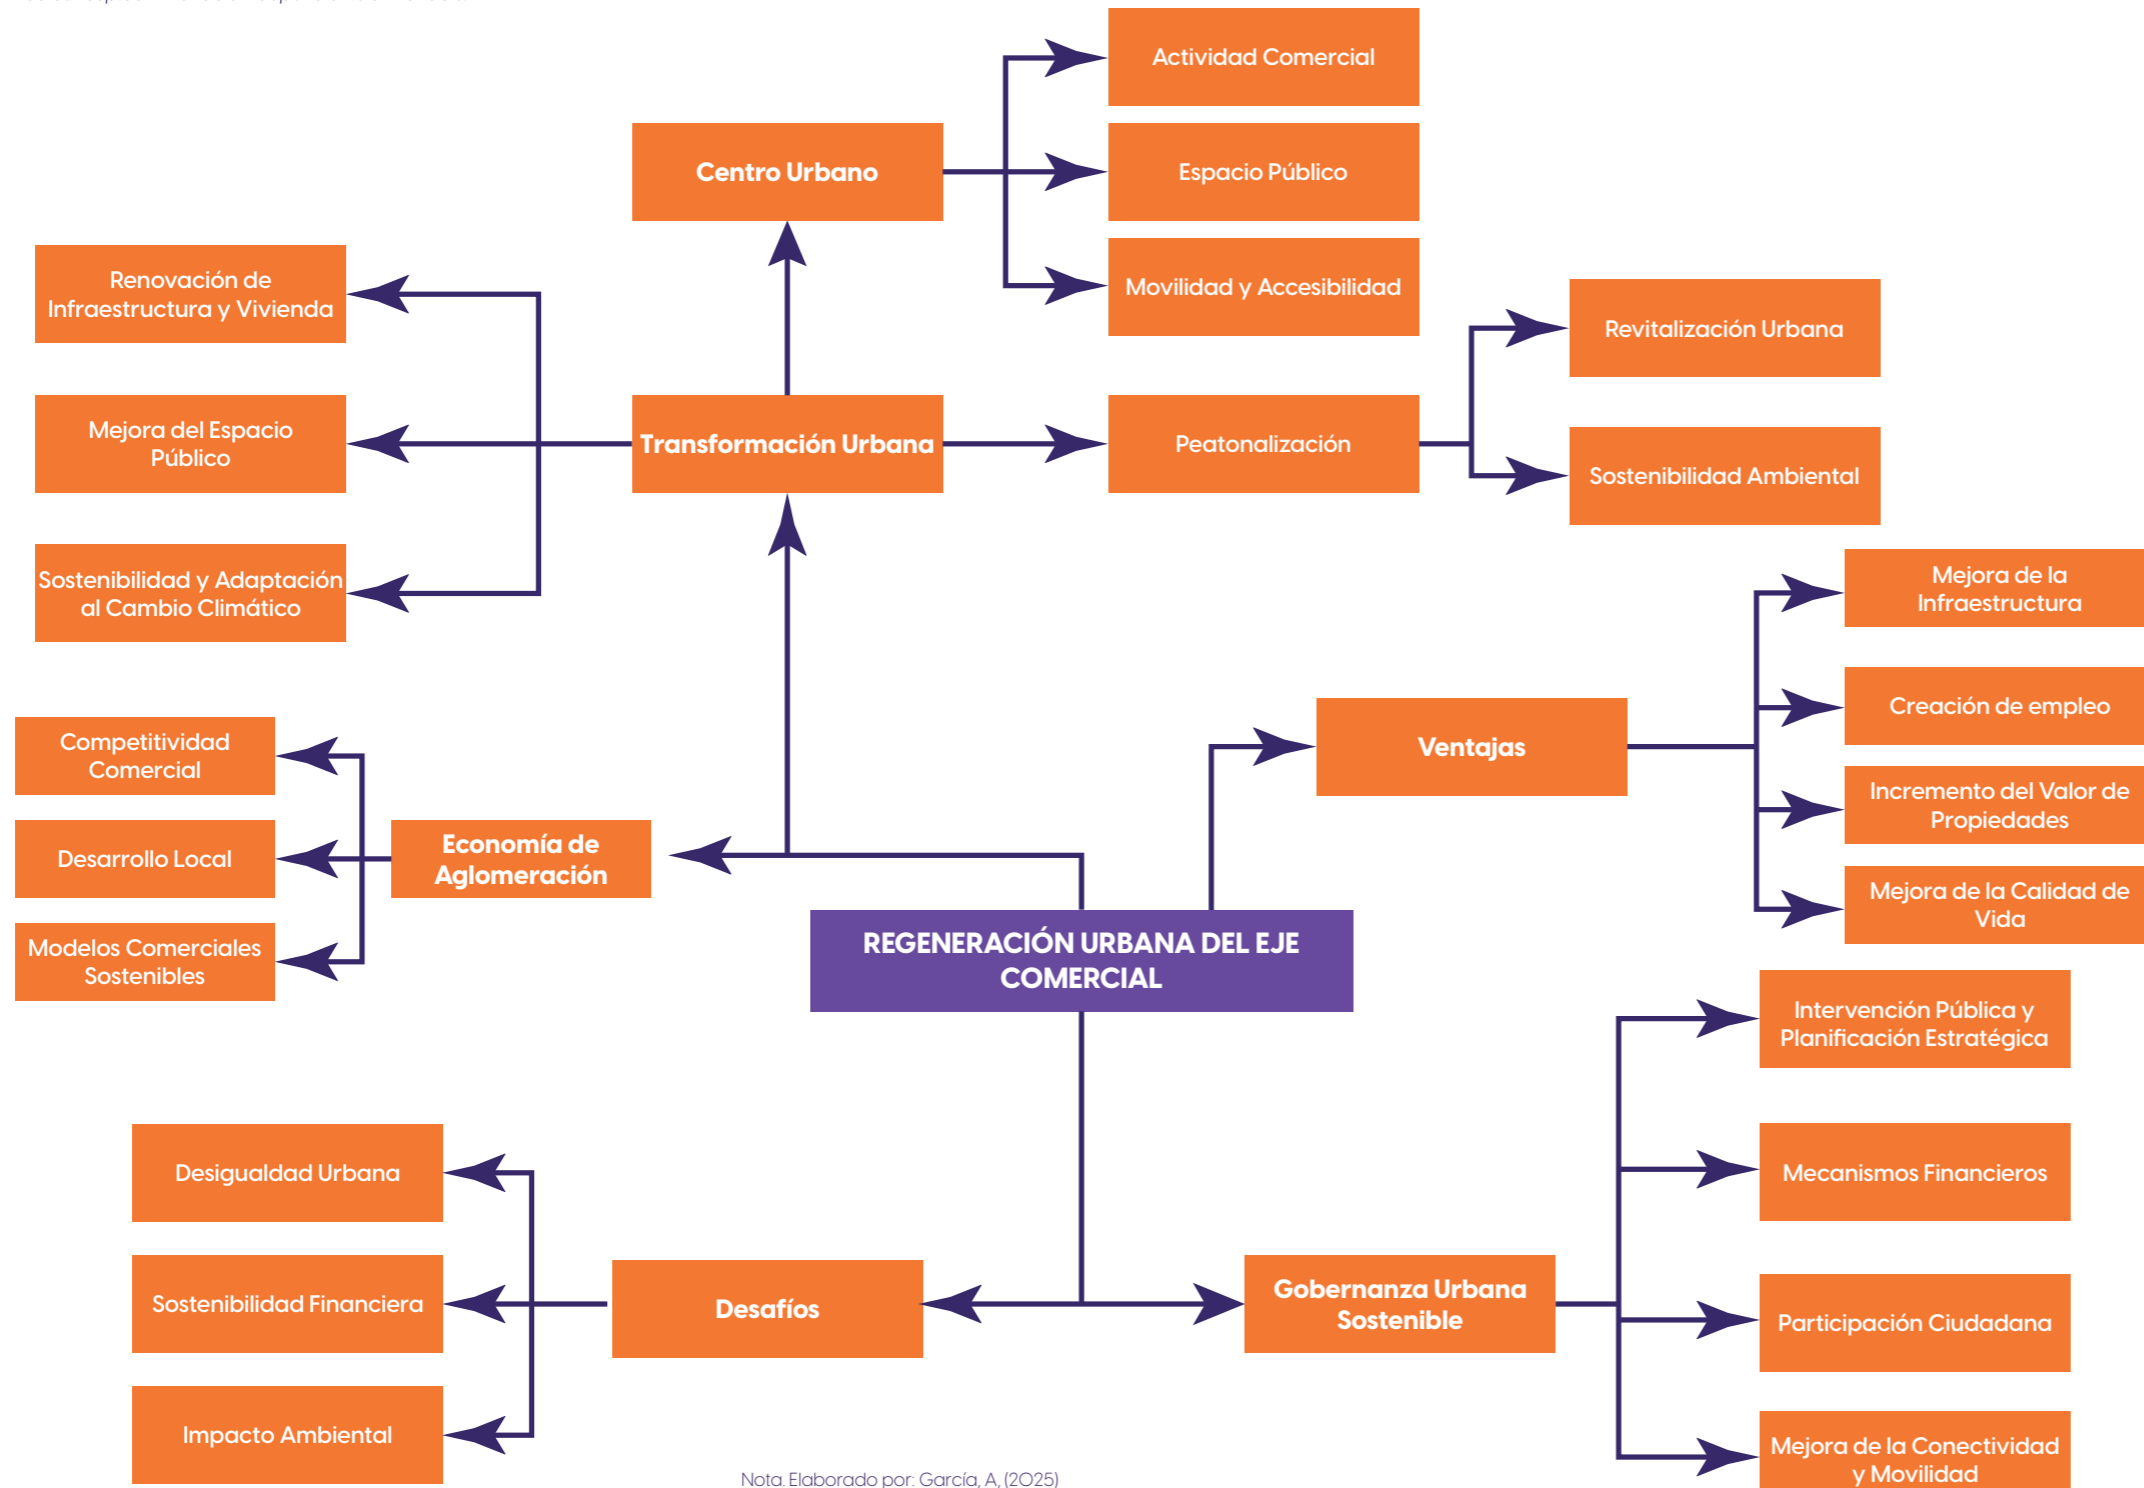 Actividad Comercial
Centro Urbano
Espacio Público
Movilidad y Accesibilidad
Renovación de
Infraestructura y Vivienda
Mejora del Espacio
Público
Sostenibilidad y Adaptación
al Cambio Climático
Transformación Urbana
Peatonalización
Revitalización Urbana
Sostenibilidad Ambiental
Competitividad
Comercial
Desarrollo Local
Modelos Comerciales
Sostenibles
Economía de
Aglomeración
Ventajas
Mejora de la
Infraestructura
Creación de empleo
Incremento del Valor de
Propiedades
Mejora de la Calidad de
Vida
REGENERACIÓN URBANA DEL EJE
COMERCIAL
Desigualdad Urbana
Sostenibilidad Financiera
Impacto Ambiental
Desafíos
Gobernanza Urbana
Sostenible
Intervención Pública y
Planificación Estratégica
Mecanismos Financieros
Participación Ciudadana
Mejora de la Conectividad
y Movilidad
Nota. Elaborado por: García, A, (2025)